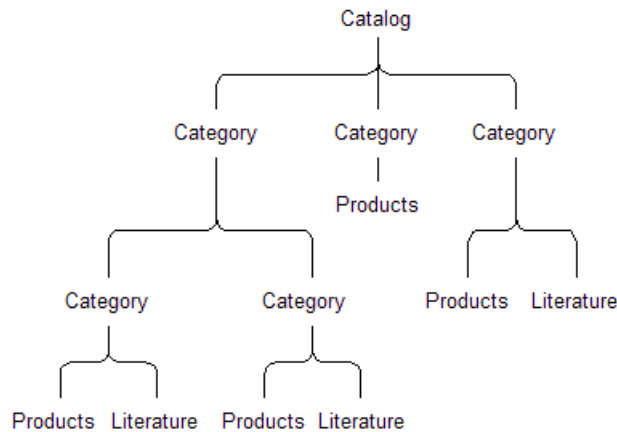 Catalog
Category Category Category
Products
Category Category Products Literature
Products Literature Products Literature